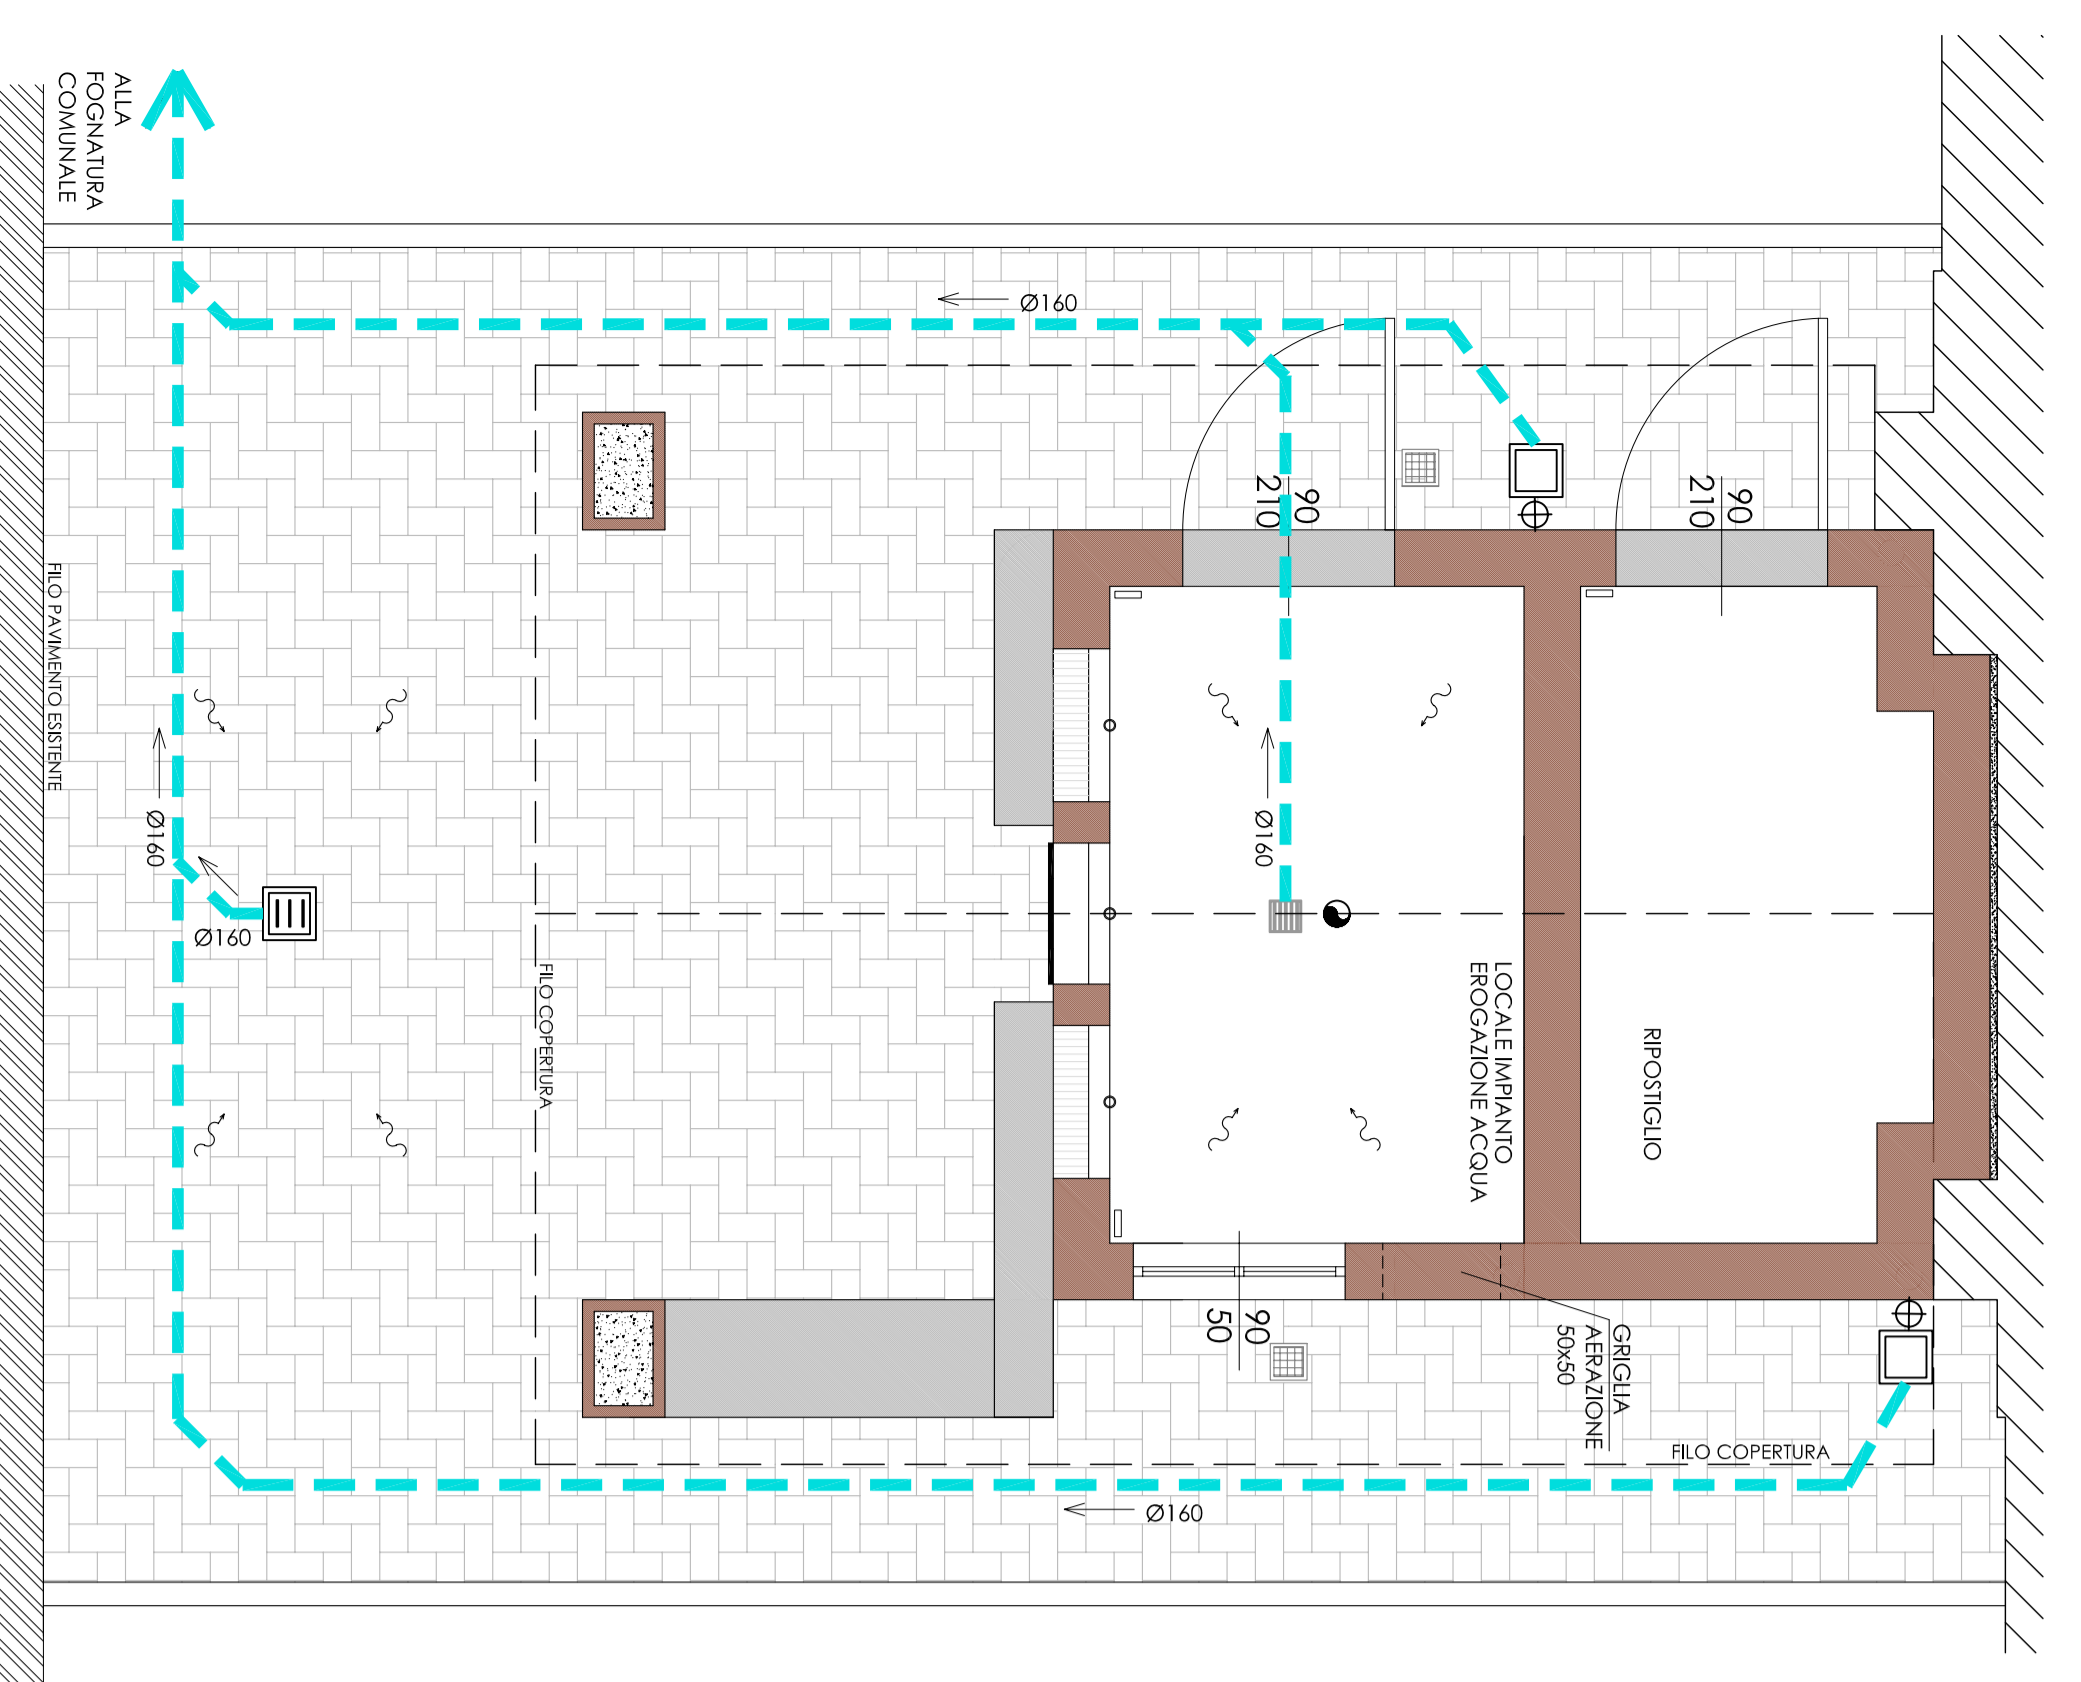 ALLA
FOGNATURA
COMUNALE
Ø160
90
210
90
210
FILO PAVIMENTO ESISTENTE
Ø160
Ø160
Ø160
FILO COPERTURA
LOCALE IMPIANTO
EROGAZIONE ACQUA
RIPOSTIGLIO
90
50
GRIGLIA
AERAZIONE
50x50
FILO COPERTURA
Ø160